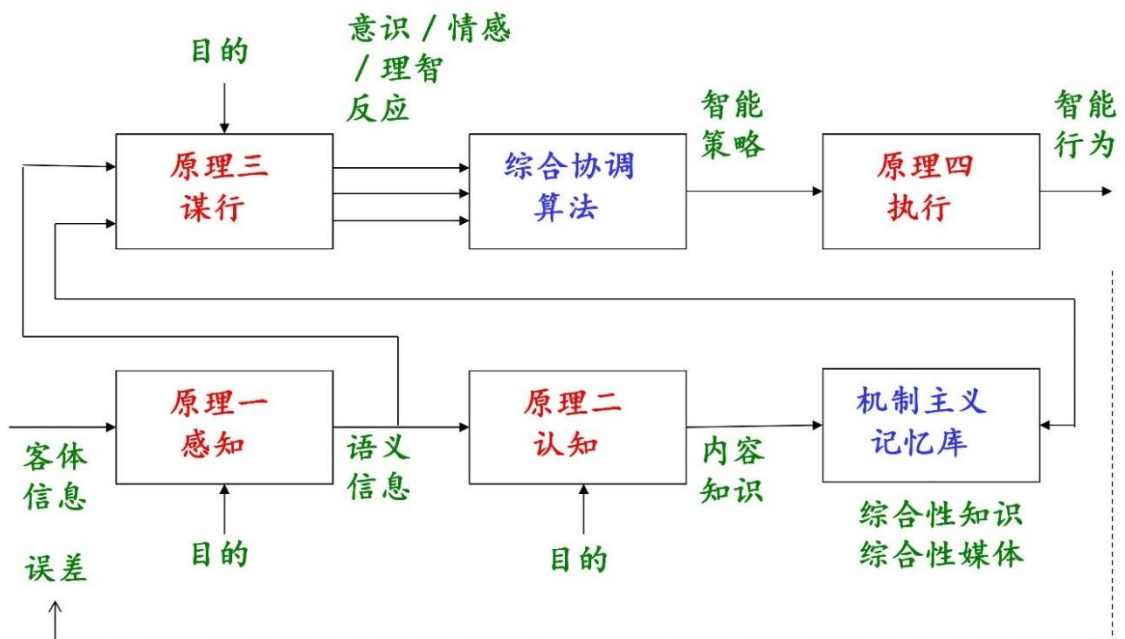 目的
意识 / 情感
/ 理智
反应
原理三
谋行
综合协调
算法
智能
策略
原理四
执行
智能
行为
客体
信息
原理一
感知
目的
语义
信息
原理二
认知
目的
内容
知识
机制主义
记忆库
综合性知识
综合性媒体
误差